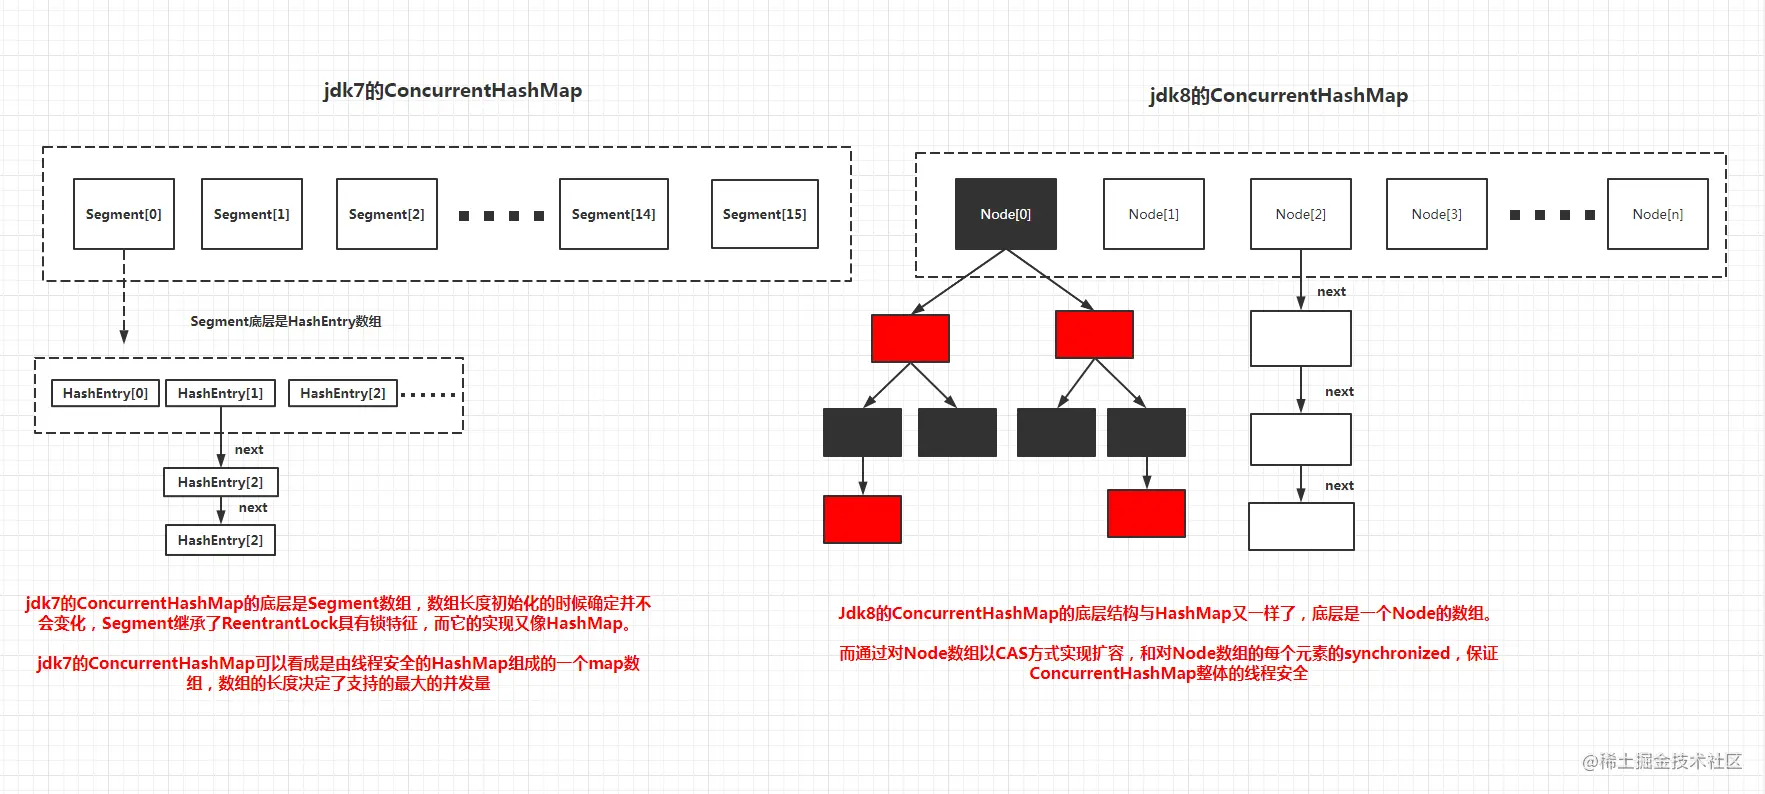 jdk7的ConcurrentHashMap
Segment[0]
Segment[1]
Segment[2]
Segment[14]
Segment[15]
Segment底层是HashEntry数组
HashEntry[0]
HashEntry[1]
HashEntry[2]
next
HashEntry[2]
next
HashEntry[2]
jdk7的ConcurrentHashMap的底层是Segment数组，数组长度初始化的时候确定并不
会变化，Segment继承了ReentrantLock具有锁特征，而它的实现又像HashMap。
jdk7的ConcurrentHashMap可以看成是由线程安全的HashMap组成的一个map数
组，数组的长度决定了支持的最大的并发量
jdk8的ConcurrentHashMap
Node[0]
Node[1]
Node[2]
Node[3]
Node[n]
next
next
next
Jdk8的ConcurrentHashMap的底层结构与HashMap又一样了，底层是一个Node的数组。
而通过对Node数组以CAS方式实现扩容，和对Node数组的每个元素的synchronized，保证
ConcurrentHashMap整体的线程安全
@稀土掘金技术社区